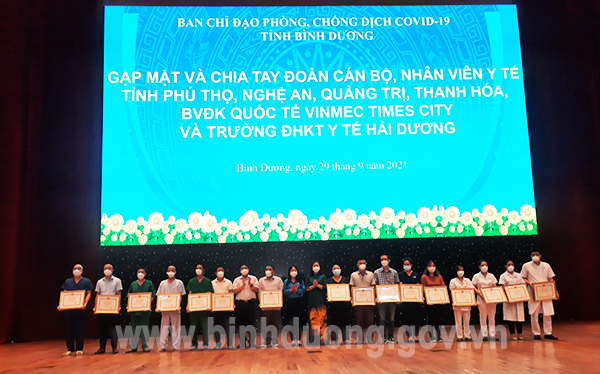 BAN CHỈ ĐẠO PHÒNG, CHỐNG DỊCH COVID-19
TỈNH BÌNH DƯƠNG
GẶP MẶT VÀ CHIA TAY ĐOÀN CÁN BỘ, NHÂN VIÊN Y TẾ
TỈNH PHÚ THỌ, NGHỆ AN, QUẢNG TRỊ, THANH HÓA,
BVĐK QUỐC TẾ VINMEC TIMES CITY
VÀ TRƯỜNG ĐHKT Y TẾ HẢI DƯƠNG
Bình Dương, ngày 29 tháng 9 năm 2021
www.binhduong.gov.vn